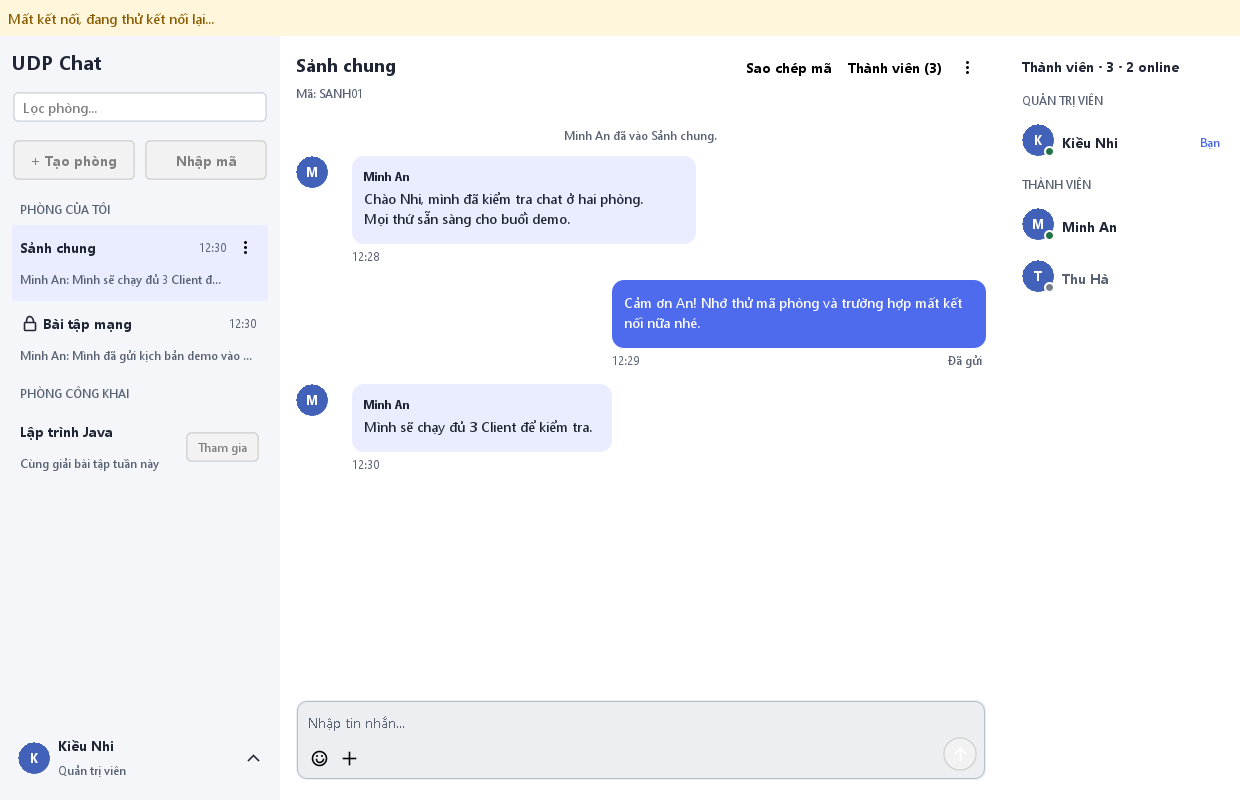 Mất kết nối, đang thử kết nối lại...
UDP Chat
Lọc phòng...
+ Tạo phòng
Nhập mã
PHÒNG CỦA TÔI
Sảnh chung
12:30
Minh An: Mình sẽ chạy đủ 3 Client đ...
Bài tập mạng
12:30
Minh An: Mình đã gửi kịch bản demo vào ...
PHÒNG CÔNG KHAI
Lập trình Java
Cùng giải bài tập tuần này
Tham gia
K
Kiều Nhi
Quản trị viên
Sảnh chung
Mã: SANH01
Sao chép mã
Thành viên (3)
Minh An đã vào Sảnh chung.
M
Minh An
Chào Nhi, mình đã kiểm tra chat ở hai phòng.
Mọi thứ sẵn sàng cho buổi demo.
12:28
Cảm ơn An! Nhớ thử mã phòng và trường hợp mất kết
nối nữa nhé.
12:29
Đã gửi
M
Minh An
Mình sẽ chạy đủ 3 Client để kiểm tra.
12:30
Nhập tin nhắn...
Thành viên · 3 · 2 online
QUẢN TRỊ VIÊN
K
Kiều Nhi
Bạn
THÀNH VIÊN
M
Minh An
T
Thu Hà